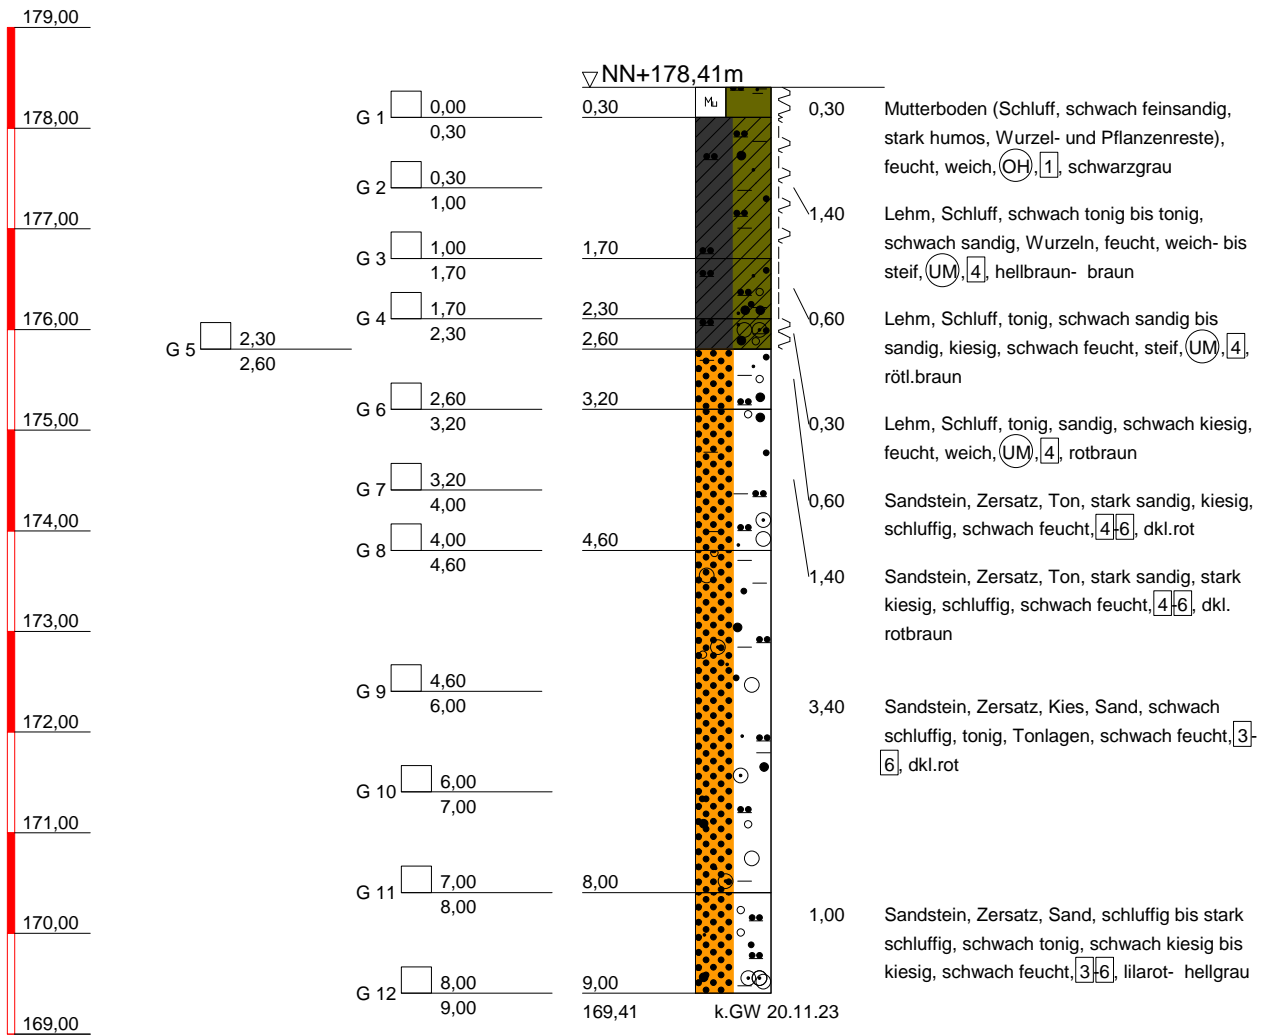 179,00
178,00
177,00
176,00
175,00
174,00
173,00
172,00
171,00
170,00
169,00
G 1 0,00
0,30
G 2 0,30
1,00
G 3 1,00
1,70
G 4 1,70
2,30
G 5 2,30
2,60
G 6 2,60
3,20
G 7 3,20
4,00
G 8 4,00
4,60
G 9 4,60
6,00
G 10 6,00
7,00
G 11 7,00
8,00
G 12 8,00
9,00
NN+178,41m
0,30
1,70
2,30
2,60
3,20
4,60
8,00
9,00
169,41
Mu
k.GW 20.11.23
0,30 Mutterboden (Schluff, schwach feinsandig,
stark humos, Wurzel- und Pflanzenreste),
feucht, weich, OH, 1, schwarzgrau
1,40 Lehm, Schluff, schwach tonig bis tonig,
schwach sandig, Wurzeln, feucht, weich- bis
steif, UM, 4, hellbraun- braun
0,60 Lehm, Schluff, tonig, schwach sandig bis
sandig, kiesig, schwach feucht, steif, UM, 4,
rötl.braun
0,30 Lehm, Schluff, tonig, sandig, schwach kiesig,
feucht, weich, UM, 4, rotbraun
0,60 Sandstein, Zersatz, Ton, stark sandig, kiesig,
schluffig, schwach feucht, 4-6, dkl.rot
1,40 Sandstein, Zersatz, Ton, stark sandig, stark
kiesig, schluffig, schwach feucht, 4-6, dkl.
rotbraun
3,40 Sandstein, Zersatz, Kies, Sand, schwach
schluffig, tonig, Tonlagen, schwach feucht, 3-
6, dkl.rot
1,00 Sandstein, Zersatz, Sand, schluffig bis stark
schluffig, schwach tonig, schwach kiesig bis
kiesig, schwach feucht, 3-6, lilarot- hellgrau